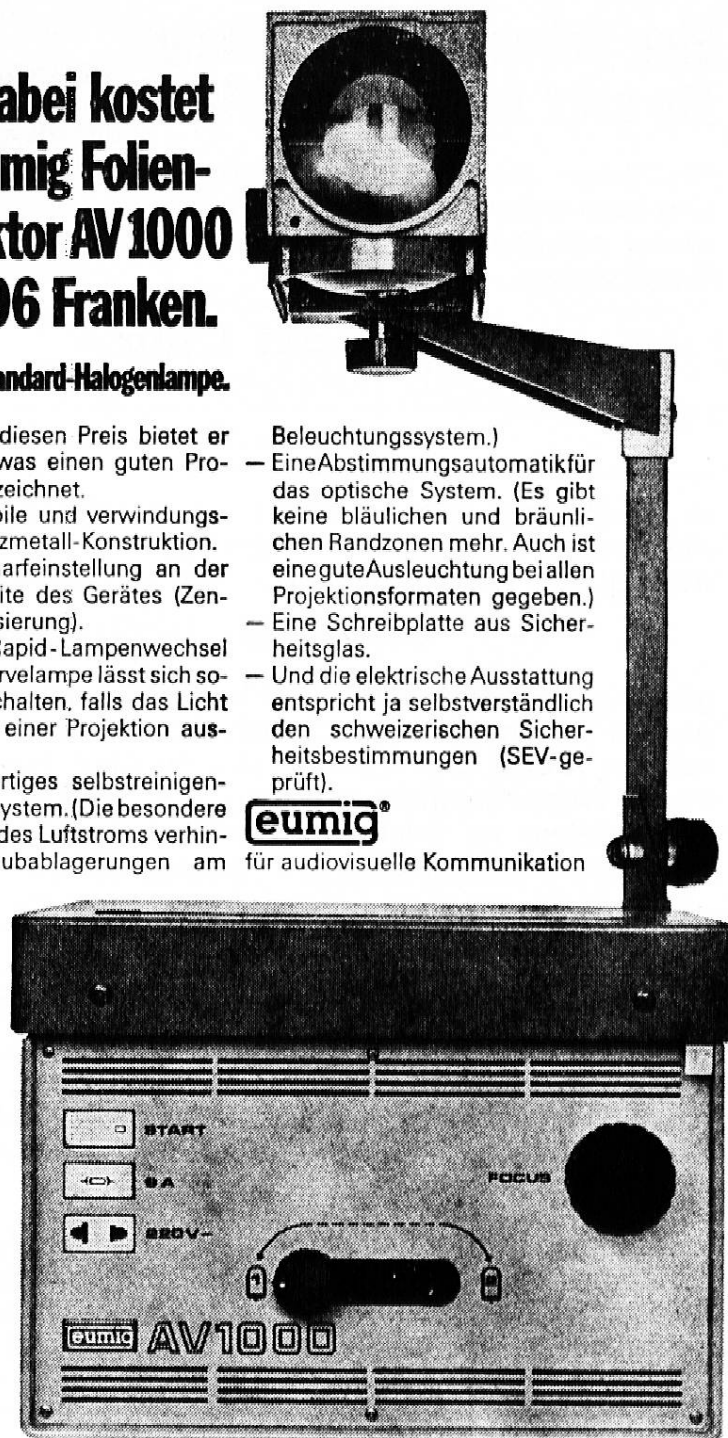 abei kostet
mig Folien-
ktor AV 1000
96 Franken.
andard-Halogenlampe.
diesen Preis bietet er
was einen guten Pro-
zeichnet.
bile und verwindungs-
zmetall-Konstruktion.
arfeinstellung an der
ite des Gerätes (Zen-
sierung).
Rapid-Lampenwechsel
rvelampe lässt sich so-
halten, falls das Licht
einer Projektion aus-
rtiges selbstreinigen-
ystem. (Die besondere
des Luftstroms verhin-
ubablagerungen am
Beleuchtungssystem.)
— Eine Abstimmungsautomatik für
das optische System. (Es gibt
keine bläulichen und bräunli-
chen Randzonen mehr. Auch ist
eine gute Ausleuchtung bei allen
Projektionsformaten gegeben.)
— Eine Schreibplatte aus Sicher-
heitsglas.
— Und die elektrische Ausstattung
entspricht ja selbstverständlich
den schweizerischen Sicher-
heitsbestimmungen (SEV-ge-
prüft).
eumig®
für audiovisuelle Kommunikation
START
FOCUS
220V~
eumig AV1000